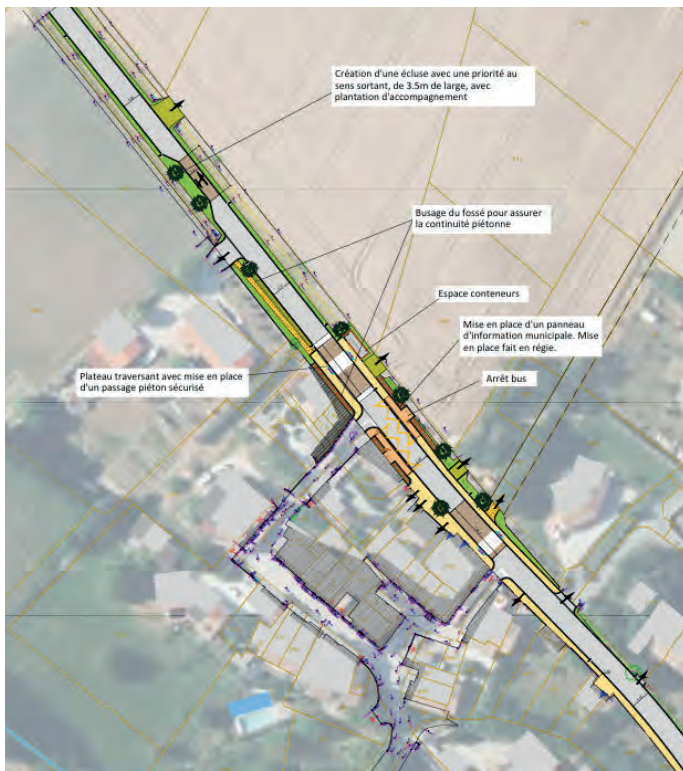 Création d'une écluse avec une priorité au
sens sortant, de 3.5m de large, avec
plantation d'accompagnement
Busage du fossé pour assurer
la continuité piétonne
Espace conteneurs
Mise en place d'un panneau
d'information municipale. Mise
en place fait en régie.
Plateau traversant avec mise en place
d'un passage piéton sécurisé
Arrêt bus